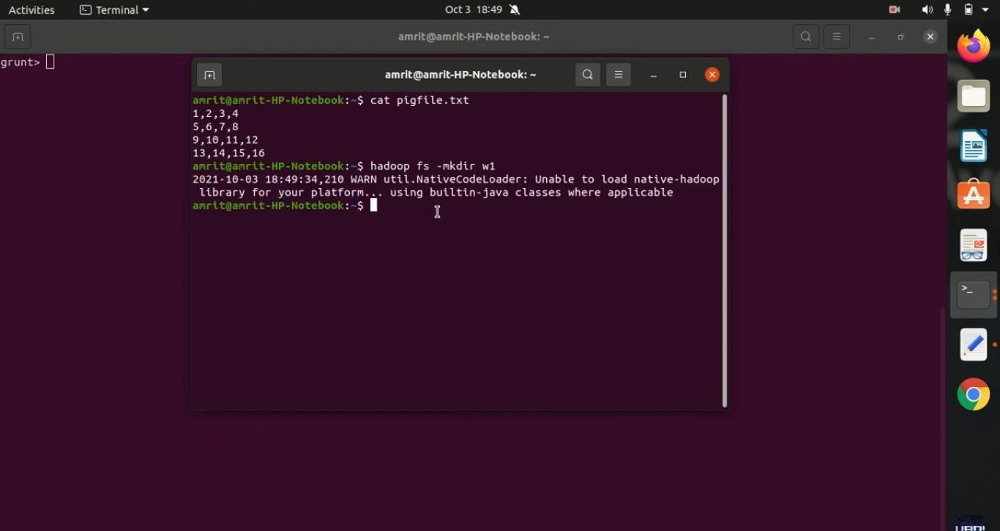 Activities Terminal Oct 3 18:49
amrit@amrit-HP-Notebook: ~
grunt>
amrit@amrit-HP-Notebook: ~
amrit@amrit-HP-Notebook:~$ cat pigfile.txt
1,2,3,4
5,6,7,8
9,10,11,12
13,14,15,16
amrit@amrit-HP-Notebook:~$ hadoop fs -mkdir w1
2021-10-03 18:49:34,210 WARN util.NativeCodeLoader: Unable to load native-hadoop
library for your platform... using builtin-java classes where applicable
amrit@amrit-HP-Notebook:~$